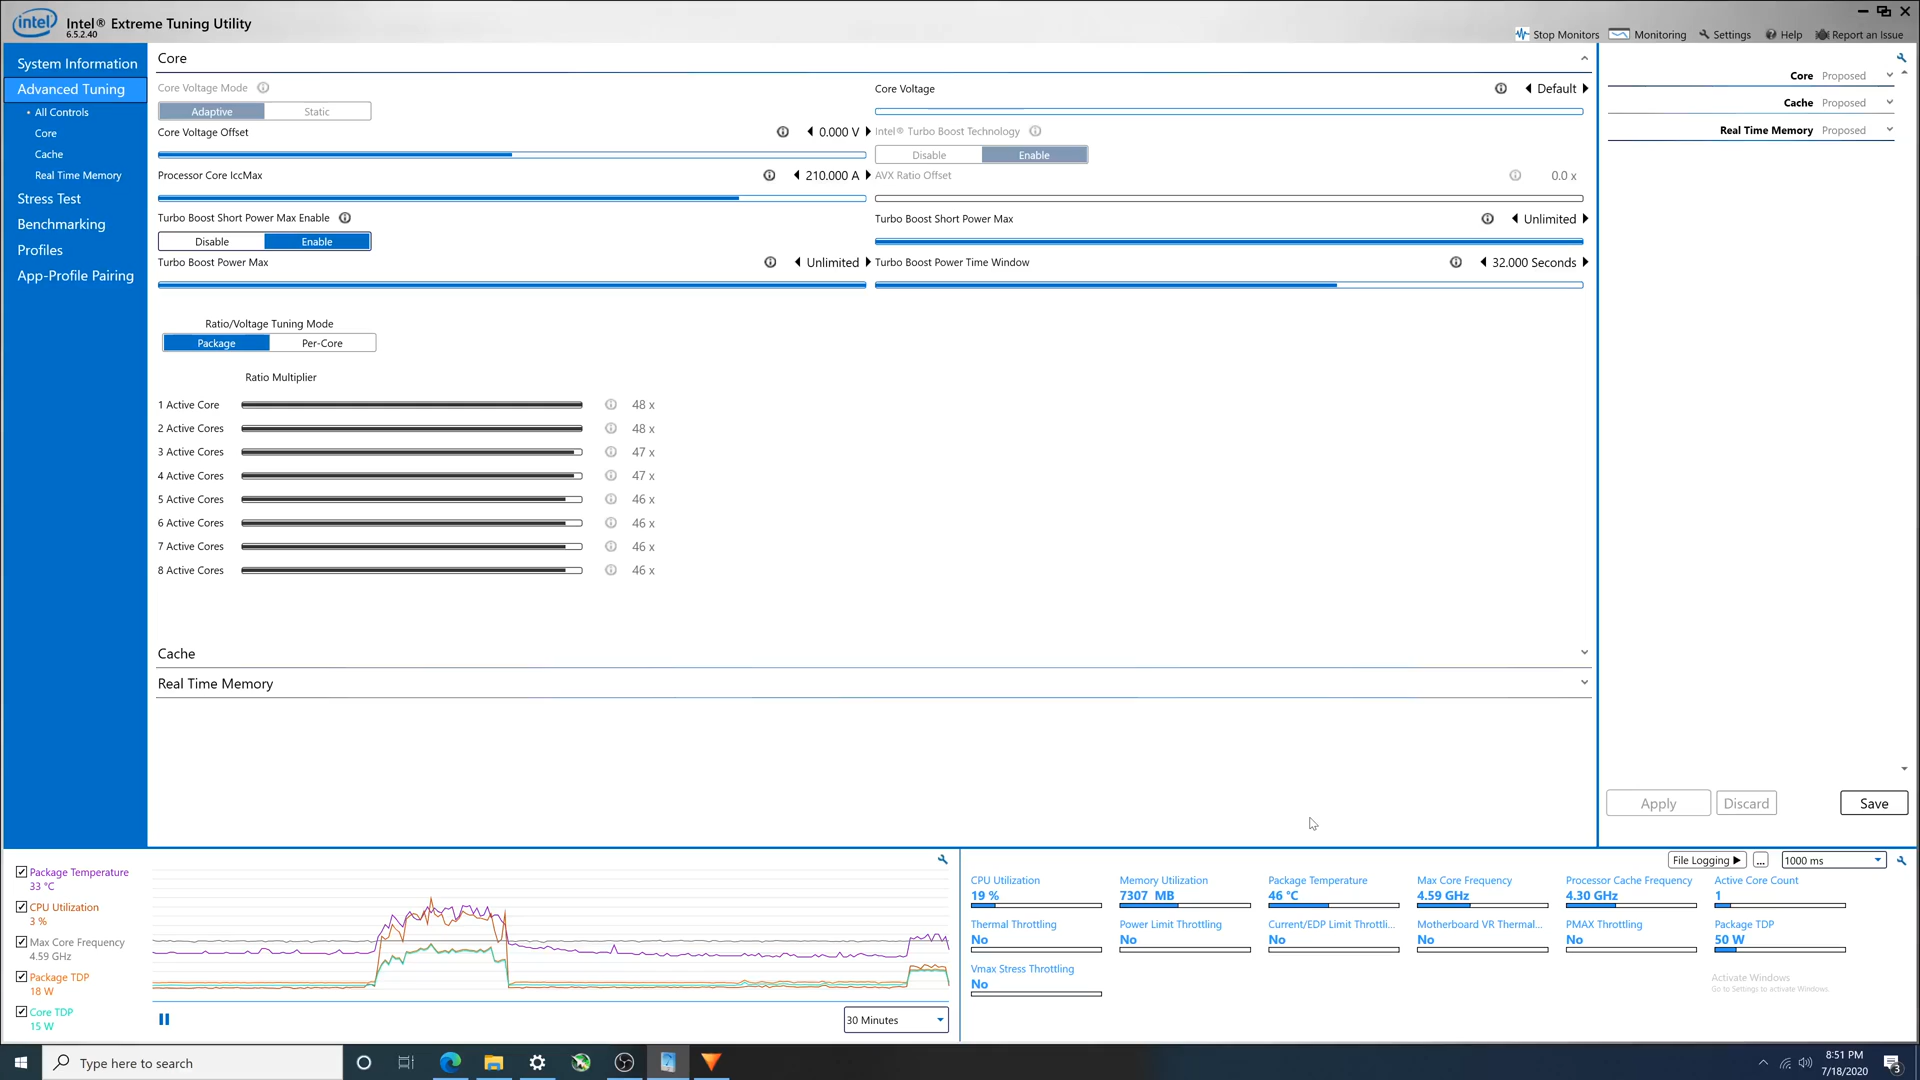 intel
Intel® Extreme Tuning Utility
6.5.2.40
Stop Monitors
Monitoring
Settings
Help
Report an Issue
System Information
Advanced Tuning
All Controls
Core
Cache
Real Time Memory
Stress Test
Benchmarking
Profiles
App-Profile Pairing
Core
Core Voltage Mode
Adaptive
Static
Core Voltage
Default
Core Voltage Offset
0.000 V
Intel® Turbo Boost Technology
Disable
Enable
Processor Core IccMax
210.000 A
AVX Ratio Offset
0.0 x
Turbo Boost Short Power Max Enable
Disable
Enable
Turbo Boost Short Power Max
Unlimited
Turbo Boost Power Max
Unlimited
Turbo Boost Power Time Window
32.000 Seconds
Ratio/Voltage Tuning Mode
Package
Per-Core
Ratio Multiplier
1 Active Core 48 x
2 Active Cores 48 x
3 Active Cores 47 x
4 Active Cores 47 x
5 Active Cores 46 x
6 Active Cores 46 x
7 Active Cores 46 x
8 Active Cores 46 x
Cache
Real Time Memory
Core Proposed
Cache Proposed
Real Time Memory Proposed
Apply
Discard
Save
Package Temperature
33 °C
CPU Utilization
3 %
Max Core Frequency
4.59 GHz
Package TDP
18 W
Core TDP
15 W
30 Minutes
File Logging
...
1000 ms
CPU Utilization
19 %
Memory Utilization
7307 MB
Package Temperature
46 °C
Max Core Frequency
4.59 GHz
Processor Cache Frequency
4.30 GHz
Active Core Count
1
Thermal Throttling
No
Power Limit Throttling
No
Current/EDP Limit Throttli...
No
Motherboard VR Thermal...
No
PMAX Throttling
No
Package TDP
50 W
Vmax Stress Throttling
No
Activate Windows
Go to Settings to activate Windows.
Type here to search
8:51 PM
7/18/2020
3